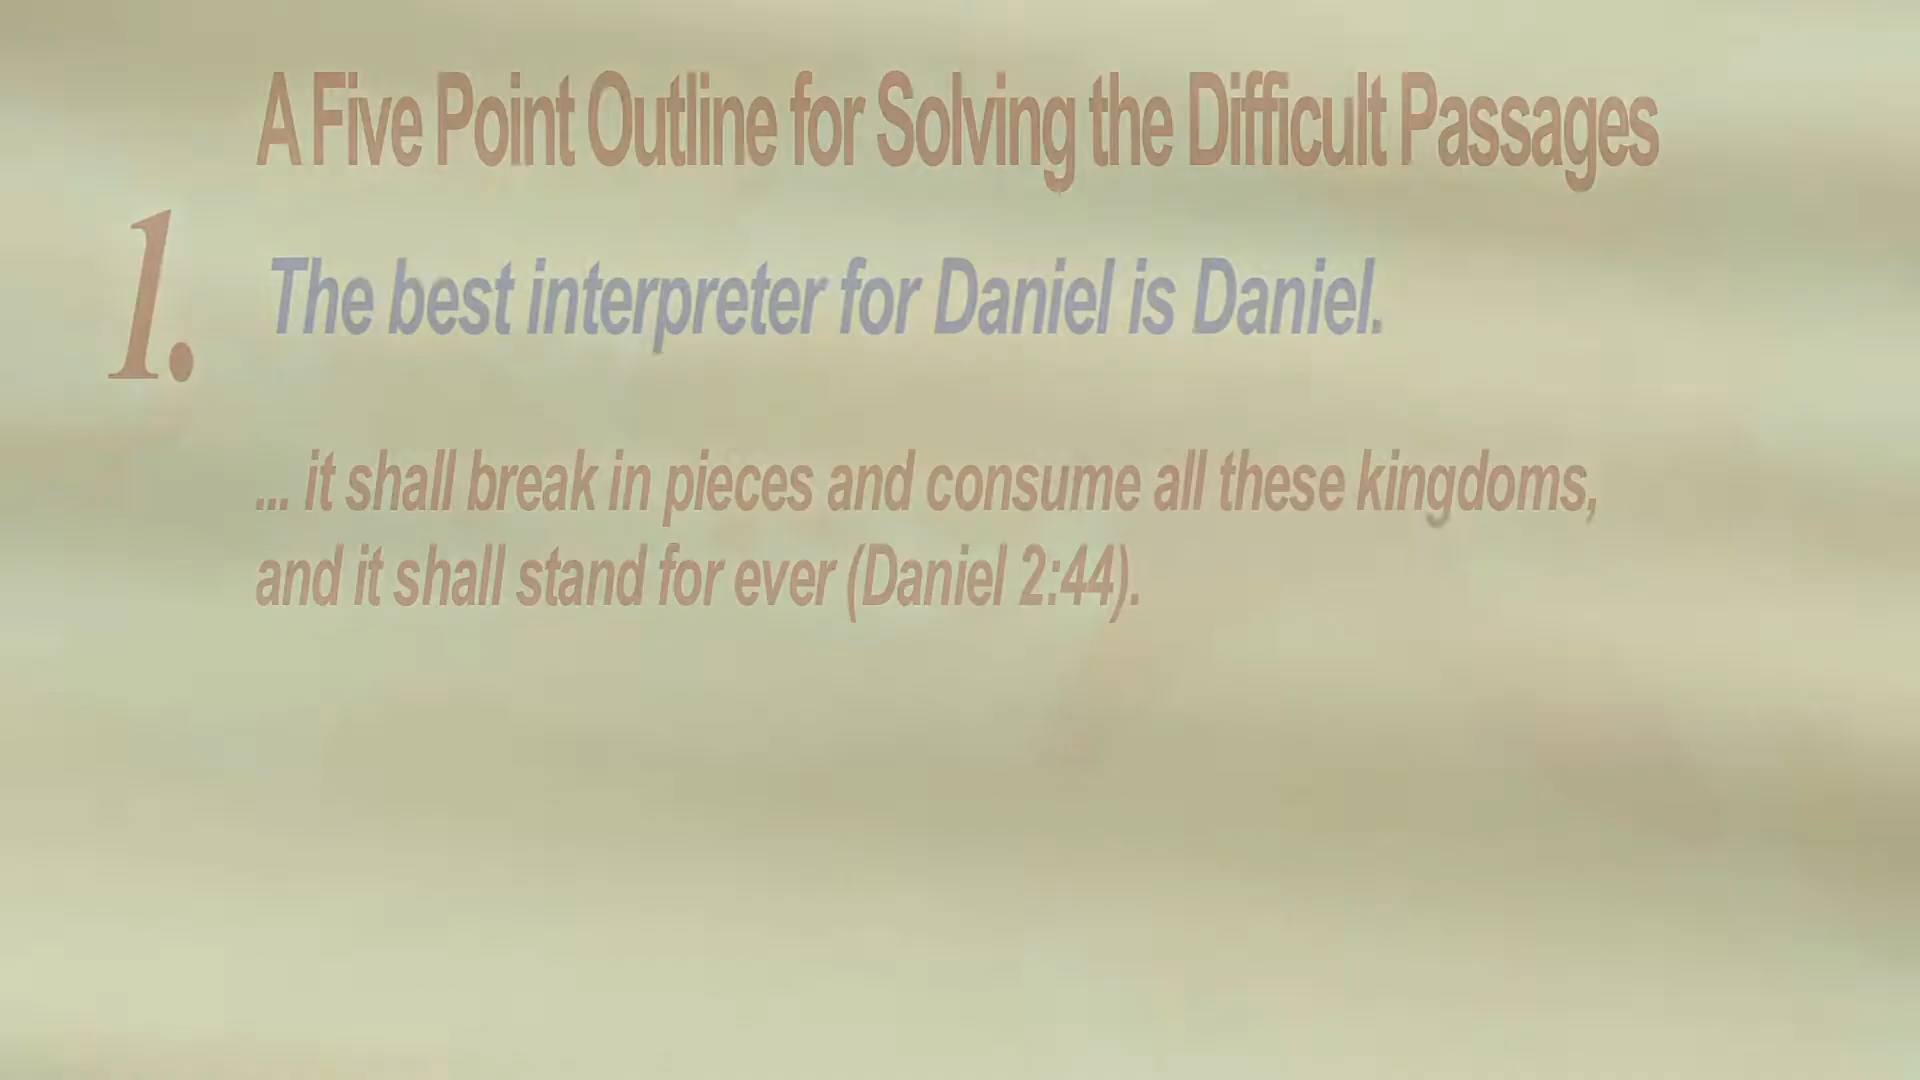 A Five Point Outline for Solving the Difficult Passages
1. The best interpreter for Daniel is Daniel.
... it shall break in pieces and consume all these kingdoms,
and it shall stand for ever (Daniel 2:44).